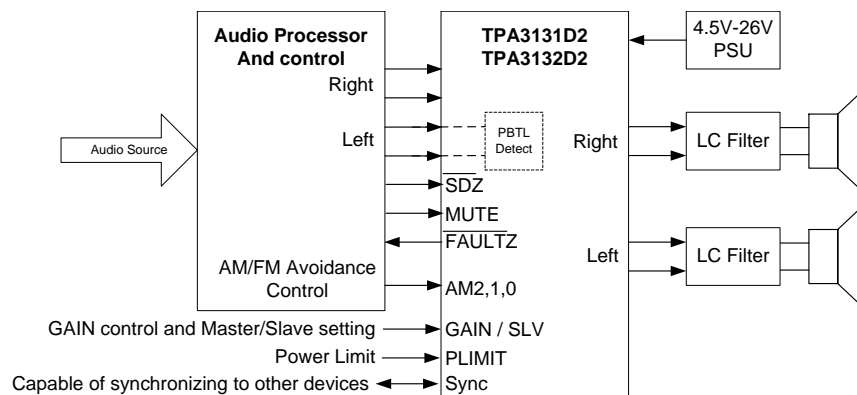 Audio Processor
And control
TPA3131D2
TPA3132D2
4.5V-26V
PSU
Right
Left
Audio Source
PBTL
Detect
Right
LC Filter
SDZ
MUTE
FAULTZ
Left
LC Filter
AM/FM Avoidance
Control
AM2,1,0
GAIN control and Master/Slave setting
GAIN / SLV
Power Limit
PLIMIT
Capable of synchronizing to other devices
Sync